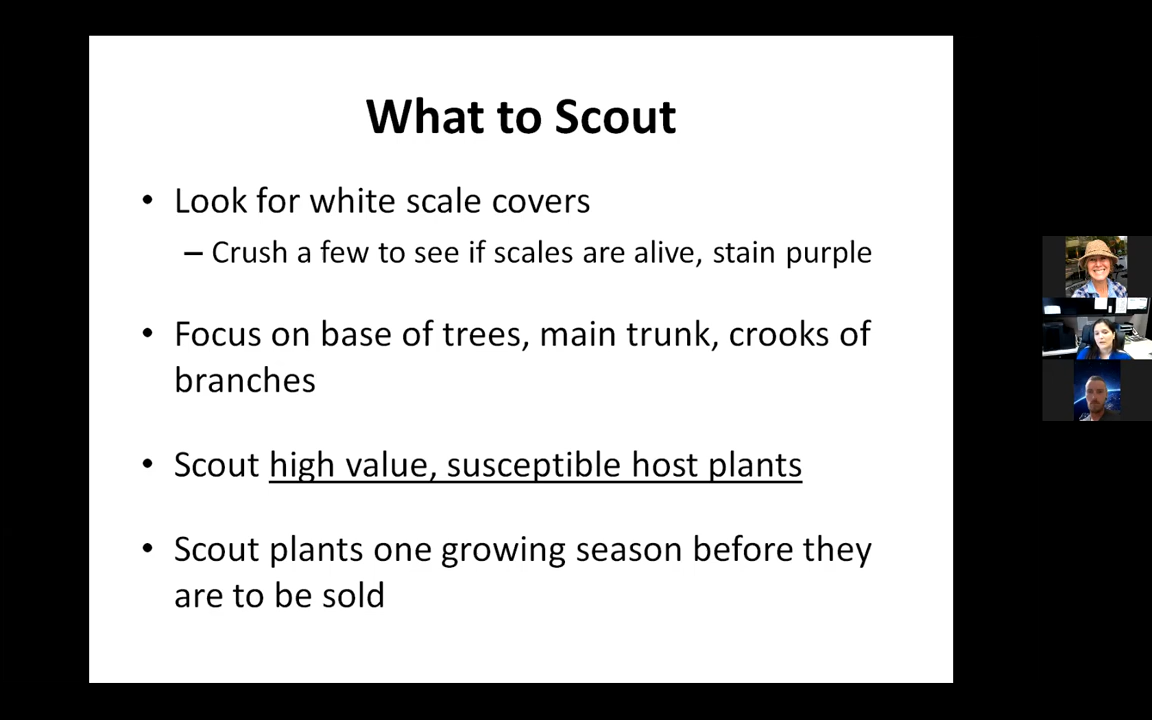 What to Scout
• Look for white scale covers
– Crush a few to see if scales are alive, stain purple
• Focus on base of trees, main trunk, crooks of
branches
• Scout high value, susceptible host plants
• Scout plants one growing season before they
are to be sold